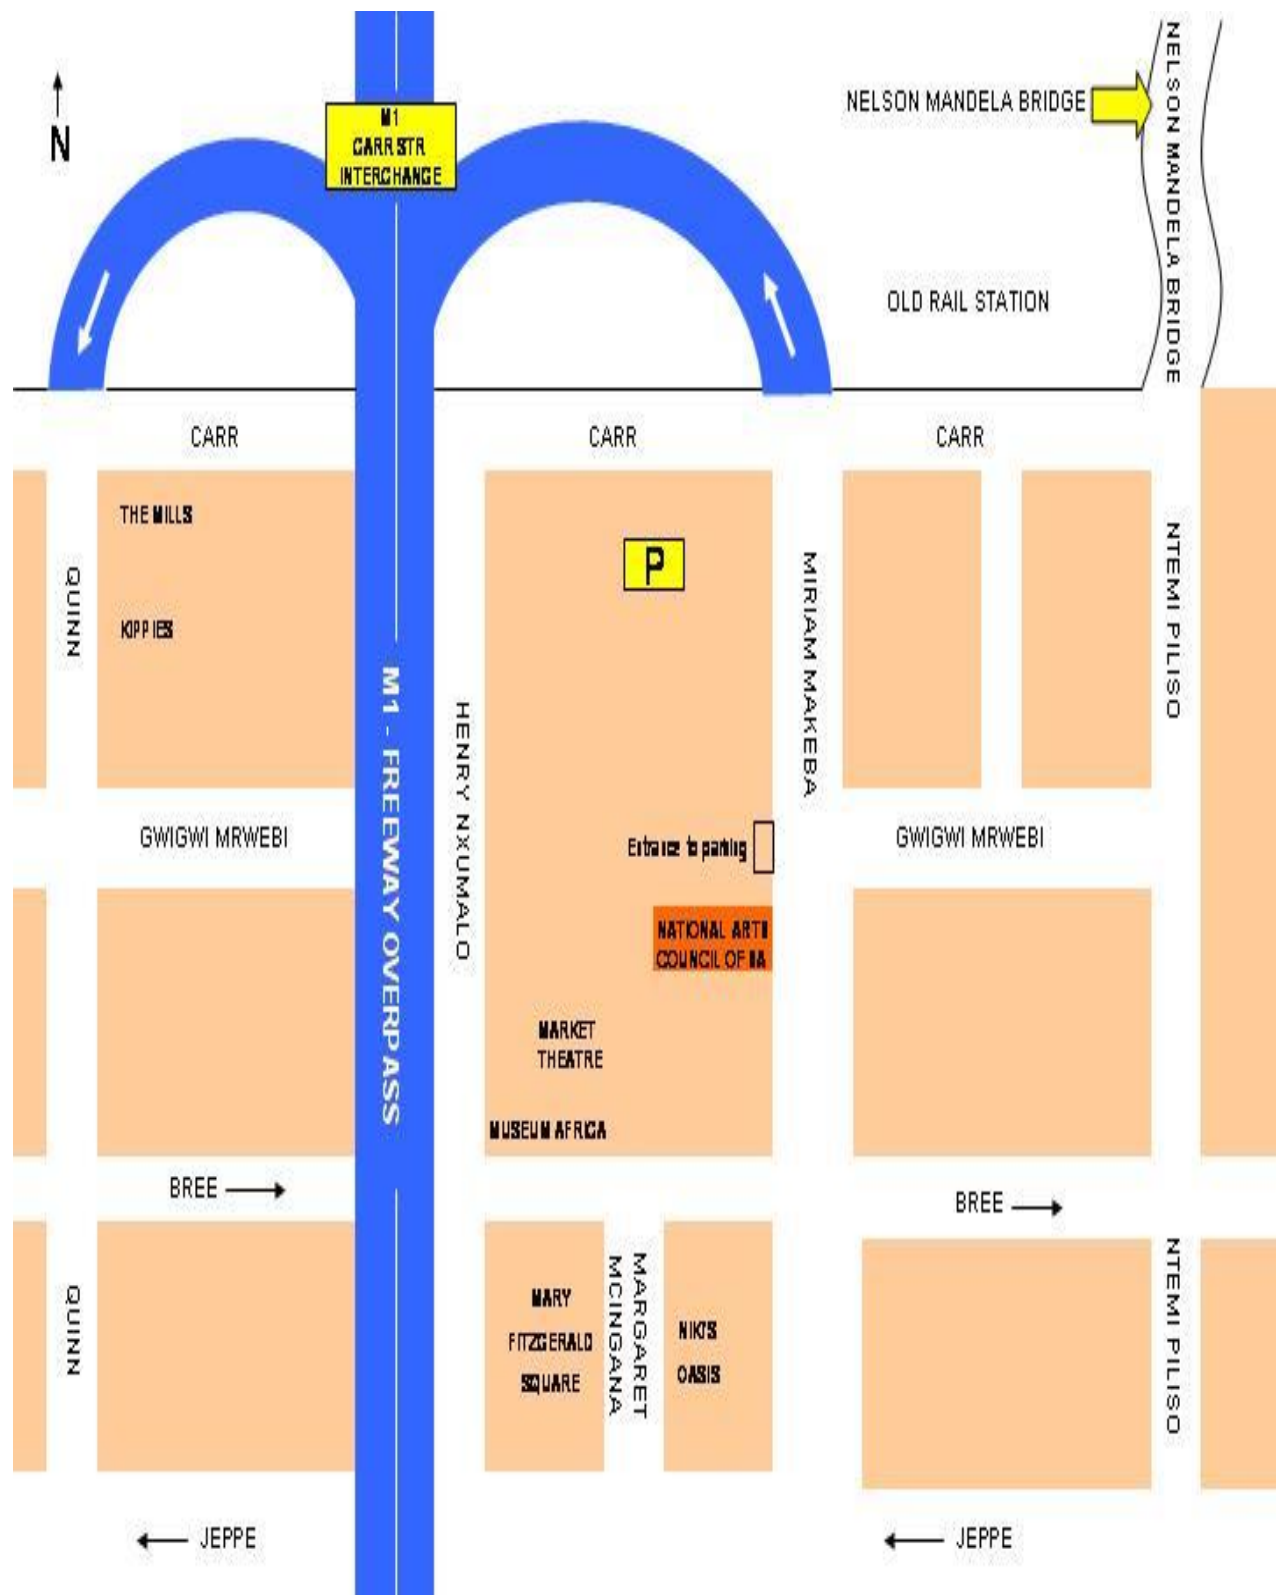 M1
CARR STR
INTERCHANGE
NELSON MANDELA BRIDGE
NELSON MANDELA BRIDGE
N
OLD RAIL STATION
CARR
CARR
CARR
THE MILLS
P
KIPPIES
QUINN
MIRIAM MAKEBA
NTEMI PILISO
M1 - FREEWAY OVERPASS
HENRY NXUMALO
GWIGWI MRWEBI
Entrance to parking
GWIGWI MRWEBI
NATIONAL ARTS
COUNCIL OF SA
MARKET
THEATRE
MUSEUM AFRICA
BREE
BREE
QUINN
MARY
FITZGERALD
SQUARE
MARGARET
MCINGANA
NIKI'S
OASIS
NTEMI PILISO
JEPPE
JEPPE